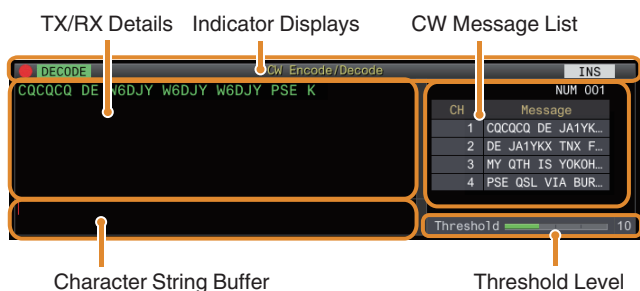 TX/RX Details Indicator Displays CW Message List
DECODE CW Encode/Decode INS
CQCQCQ DE W6DJY W6DJY W6DJY PSE K
NUM 001
CH Message
1 CQCQCQ DE JA1YK…
2 DE JA1YKX TNX F…
3 MY QTH IS YOKOH…
4 PSE QSL VIA BUR…
Threshold 10
Character String Buffer Threshold Level